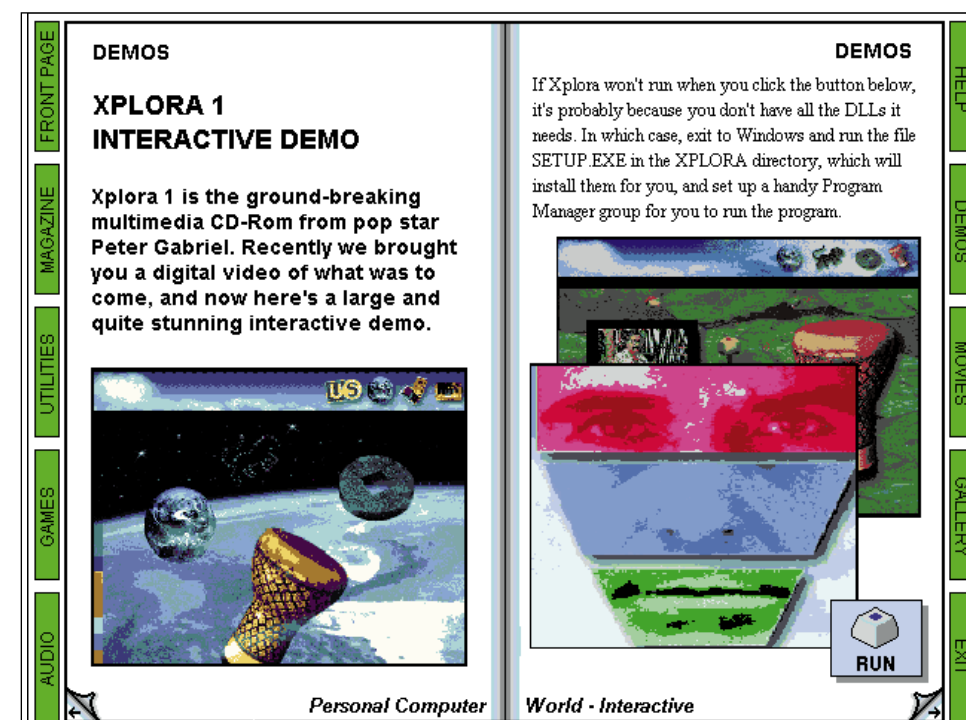 FRONT PAGE
MAGAZINE
UTILITIES
GAMES
AUDIO
DEMOS
XPLORA 1
INTERACTIVE DEMO
Xplora 1 is the ground-breaking
multimedia CD-Rom from pop star
Peter Gabriel. Recently we brought
you a digital video of what was to
come, and now here's a large and
quite stunning interactive demo.
US
Personal Computer
DEMOS
If Xplora won't run when you click the button below,
it's probably because you don't have all the DLLs it
needs. In which case, exit to Windows and run the file
SETUP.EXE in the XPLORA directory, which will
install them for you, and set up a handy Program
Manager group for you to run the program.
RUN
World - Interactive
HELP
DEMOS
MOVIES
GALLERY
EXIT